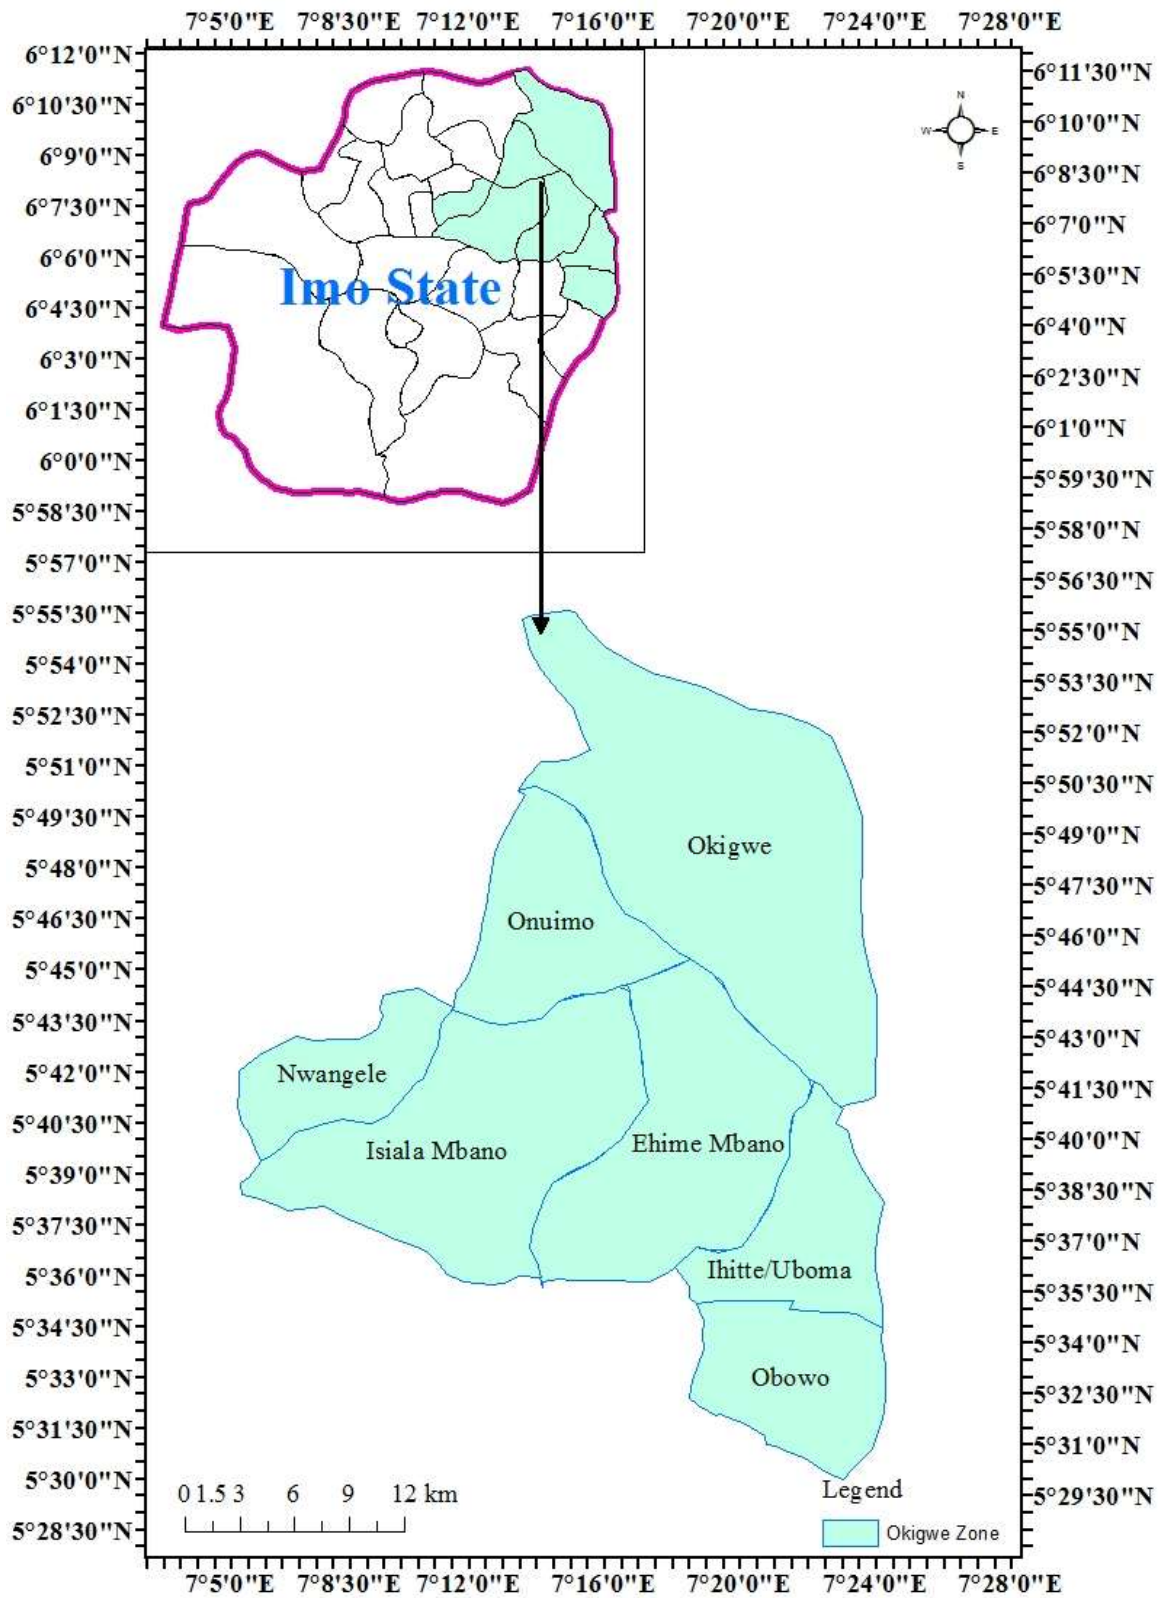 7°5'0"E 7°8'30"E 7°12'0"E 7°16'0"E 7°20'0"E 7°24'0"E 7°28'0"E
6°12'0"N
6°11'30"N
6°10'30"N
6°10'0"N
6°9'0"N
6°8'30"N
6°7'30"N
6°7'0"N
6°6'0"N
6°5'30"N
6°4'30"N
6°4'0"N
6°3'0"N
6°2'30"N
6°1'30"N
6°1'0"N
6°0'0"N
5°59'30"N
5°58'30"N
5°58'0"N
5°57'0"N
5°56'30"N
5°55'30"N
5°55'0"N
5°54'0"N
5°53'30"N
5°52'30"N
5°52'0"N
5°51'0"N
5°50'30"N
5°49'30"N
5°49'0"N
5°48'0"N
5°47'30"N
5°46'30"N
5°46'0"N
5°45'0"N
5°44'30"N
5°43'30"N
5°43'0"N
5°42'0"N
5°41'30"N
5°40'30"N
5°40'0"N
5°39'0"N
5°38'30"N
5°37'30"N
5°37'0"N
5°36'0"N
5°35'30"N
5°34'30"N
5°34'0"N
5°33'0"N
5°32'30"N
5°31'30"N
5°31'0"N
5°30'0"N
5°29'30"N
5°28'30"N
N
W E
S
Imo State
Okigwe
Onuimo
Nwangele
Isiala Mbano
Ehime Mbano
Ihitte/Uboma
Obowo
0 1.5 3 6 9 12 km
Legend
Okigwe Zone
7°5'0"E 7°8'30"E 7°12'0"E 7°16'0"E 7°20'0"E 7°24'0"E 7°28'0"E